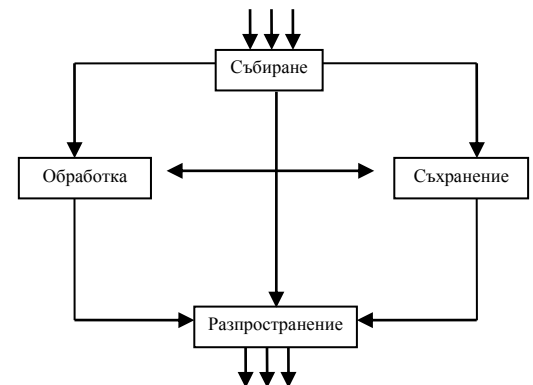 Събиране
Обработка
Съхранение
Разпространение